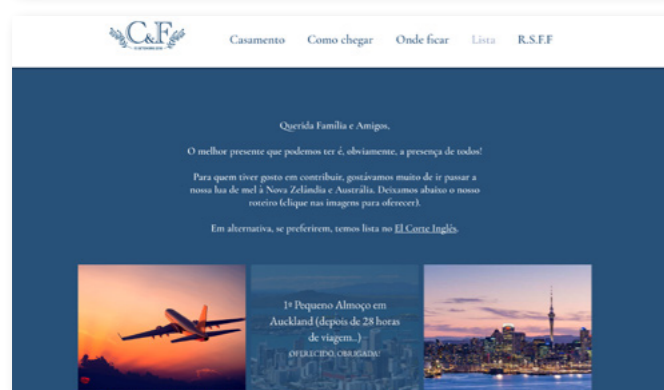 C&F
Casamento Como chegar Onde ficar Lista R.S.F.F
Querida Família e Amigos,
O melhor presente que podemos ter é, obviamente, a presença de todos!
Para quem tiver gosto em contribuir, gostávamos muito de ir passar a
nossa lua de mel à Nova Zelândia e Austrália. Deixamos abaixo o nosso
roteiro (clique nas imagens para oferecer).
Em alternativa, se preferirem, temos lista no El Corte Inglês.
1º Pequeno Almoço em
Auckland (depois de 28 horas
de viagem..)
OFERECIDO, OBRIGADA!